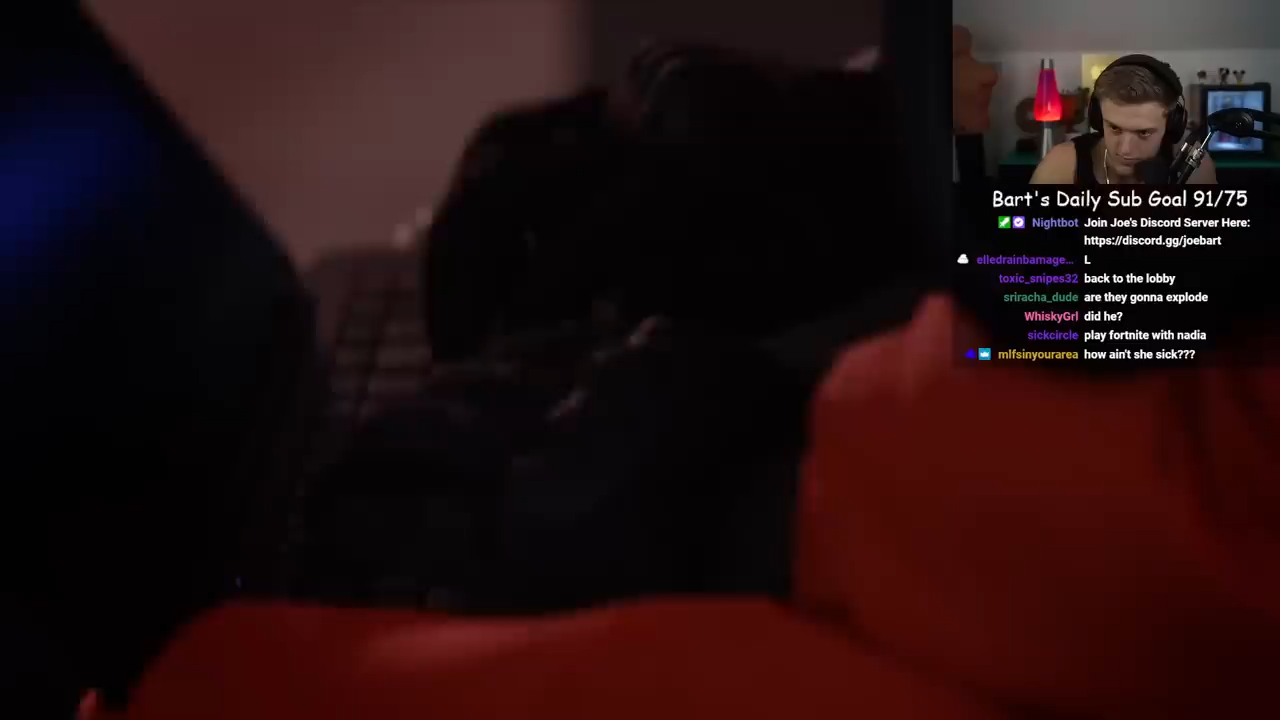 Bart's Daily Sub Goal 91/75
Nightbot Join Joe's Discord Server Here:
https://discord.gg/joebart
elledrainbamage... L
toxic_snipes32 back to the lobby
sriracha_dude are they gonna explode
WhiskyGrl did he?
sickcircle play fortnite with nadia
mlfsinyourarea how ain't she sick???